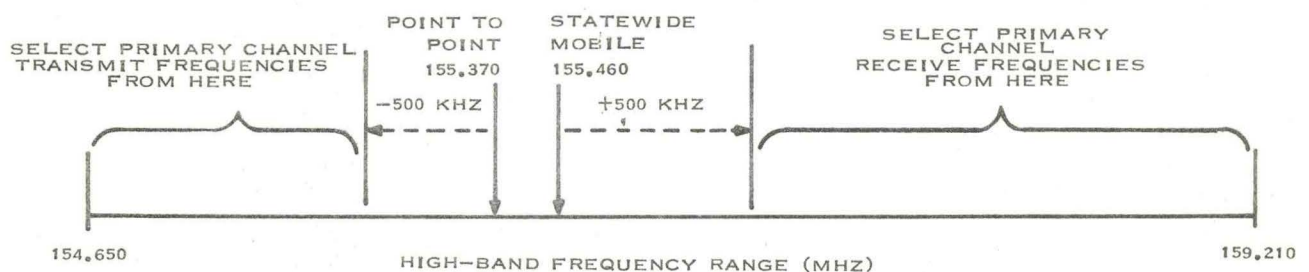 SELECT PRIMARY CHANNEL
TRANSMIT FREQUENCIES
FROM HERE
POINT TO
POINT
155.370
STATEWIDE
MOBILE
155.460
SELECT PRIMARY
CHANNEL
RECEIVE FREQUENCIES
FROM HERE
-500 KHZ
+500 KHZ
154.650
HIGH-BAND FREQUENCY RANGE (MHZ)
159.210